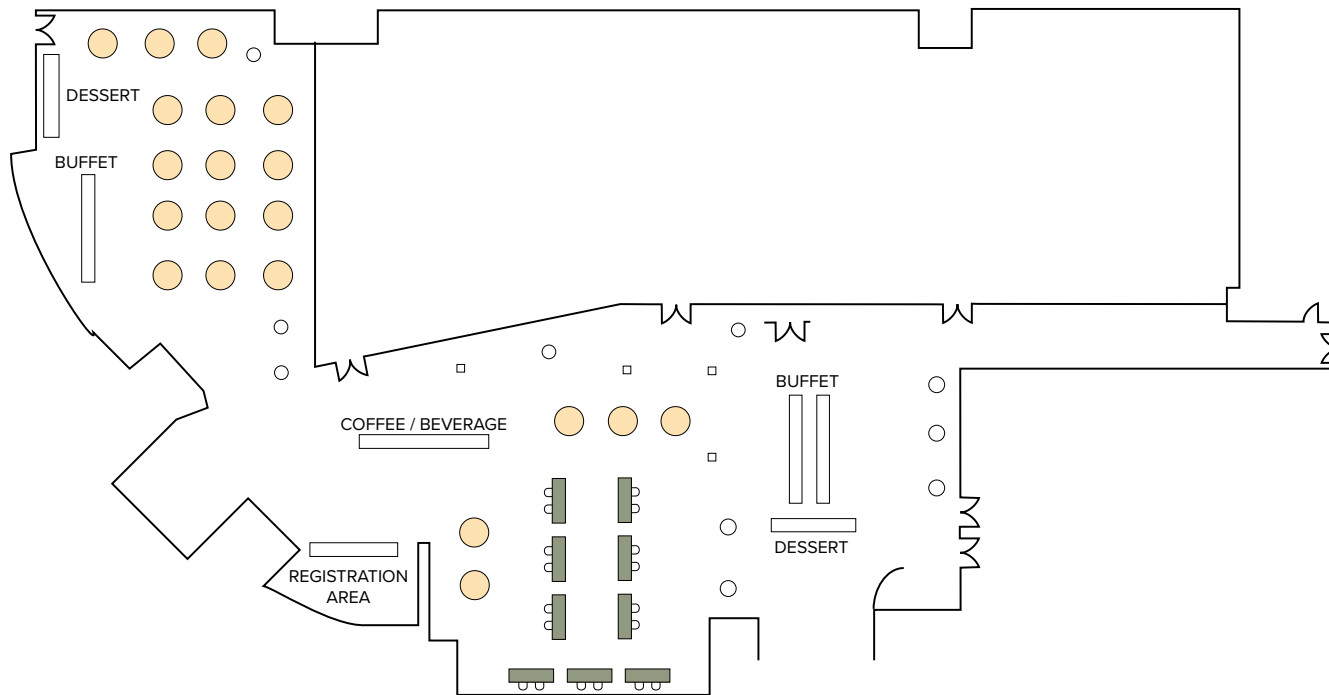 DESSERT
BUFFET
BUFFET
COFFEE / BEVERAGE
DESSERT
REGISTRATION
AREA